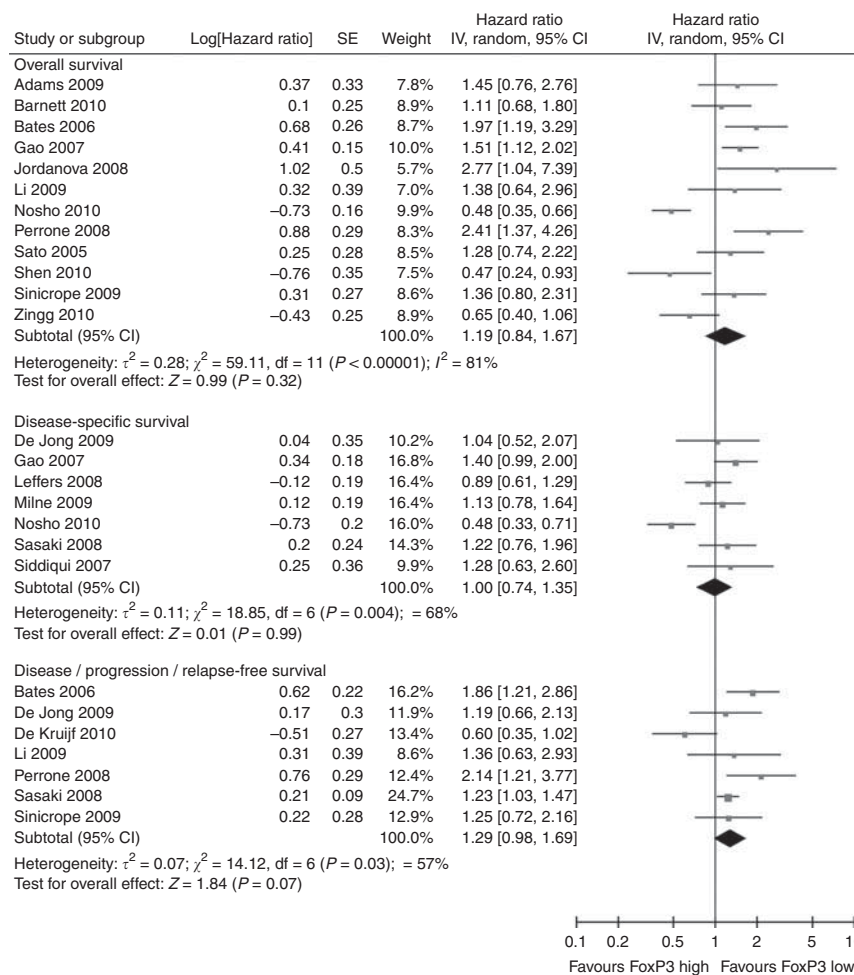 Hazard ratio Hazard ratio
Study or subgroup Log[Hazard ratio] SE Weight IV, random, 95% CI IV, random, 95% CI
Overall survival
Adams 2009 0.37 0.33 7.8% 1.45 [0.76, 2.76]
Barnett 2010 0.1 0.25 8.9% 1.11 [0.68, 1.80]
Bates 2006 0.68 0.26 8.7% 1.97 [1.19, 3.29]
Gao 2007 0.41 0.15 10.0% 1.51 [1.12, 2.02]
Jordanova 2008 1.02 0.5 5.7% 2.77 [1.04, 7.39]
Li 2009 0.32 0.39 7.0% 1.38 [0.64, 2.96]
Nosho 2010 −0.73 0.16 9.9% 0.48 [0.35, 0.66]
Perrone 2008 0.88 0.29 8.3% 2.41 [1.37, 4.26]
Sato 2005 0.25 0.28 8.5% 1.28 [0.74, 2.22]
Shen 2010 −0.76 0.35 7.5% 0.47 [0.24, 0.93]
Sinicrope 2009 0.31 0.27 8.6% 1.36 [0.80, 2.31]
Zingg 2010 −0.43 0.25 8.9% 0.65 [0.40, 1.06]
Subtotal (95% CI) 100.0% 1.19 [0.84, 1.67]
Heterogeneity: τ² = 0.28; χ² = 59.11, df = 11 (P < 0.00001); I² = 81%
Test for overall effect: Z = 0.99 (P = 0.32)
Disease-specific survival
De Jong 2009 0.04 0.35 10.2% 1.04 [0.52, 2.07]
Gao 2007 0.34 0.18 16.8% 1.40 [0.99, 2.00]
Leffers 2008 −0.12 0.19 16.4% 0.89 [0.61, 1.29]
Milne 2009 0.12 0.19 16.4% 1.13 [0.78, 1.64]
Nosho 2010 −0.73 0.2 16.0% 0.48 [0.33, 0.71]
Sasaki 2008 0.2 0.24 14.3% 1.22 [0.76, 1.96]
Siddiqui 2007 0.25 0.36 9.9% 1.28 [0.63, 2.60]
Subtotal (95% CI) 100.0% 1.00 [0.74, 1.35]
Heterogeneity: τ² = 0.11; χ² = 18.85, df = 6 (P = 0.004); = 68%
Test for overall effect: Z = 0.01 (P = 0.99)
Disease / progression / relapse-free survival
Bates 2006 0.62 0.22 16.2% 1.86 [1.21, 2.86]
De Jong 2009 0.17 0.3 11.9% 1.19 [0.66, 2.13]
De Kruijf 2010 −0.51 0.27 13.4% 0.60 [0.35, 1.02]
Li 2009 0.31 0.39 8.6% 1.36 [0.63, 2.93]
Perrone 2008 0.76 0.29 12.4% 2.14 [1.21, 3.77]
Sasaki 2008 0.21 0.09 24.7% 1.23 [1.03, 1.47]
Sinicrope 2009 0.22 0.28 12.9% 1.25 [0.72, 2.16]
Subtotal (95% CI) 100.0% 1.29 [0.98, 1.69]
Heterogeneity: τ² = 0.07; χ² = 14.12, df = 6 (P = 0.03); = 57%
Test for overall effect: Z = 1.84 (P = 0.07)
0.1 0.2 0.5 1 2 5 1
Favours FoxP3 high Favours FoxP3 low